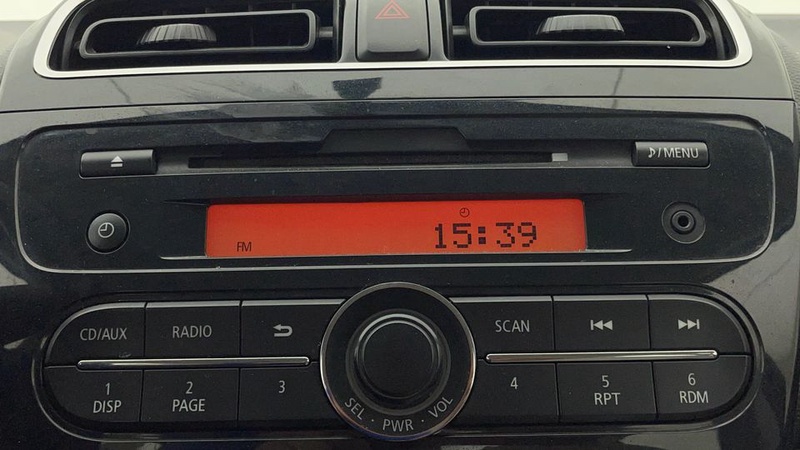 ♪/MENU
FM 15:39
CD/AUX RADIO SCAN
1 2 3 4 5 6
DISP PAGE RPT RDM
SEL · PWR · VOL